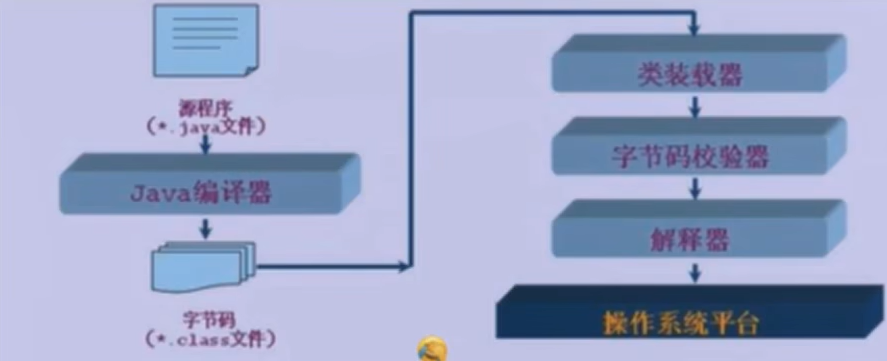 源程序
(*.java文件)
Java编译器
字节码
(*.class文件)
类装载器
字节码校验器
解释器
操作系统平台